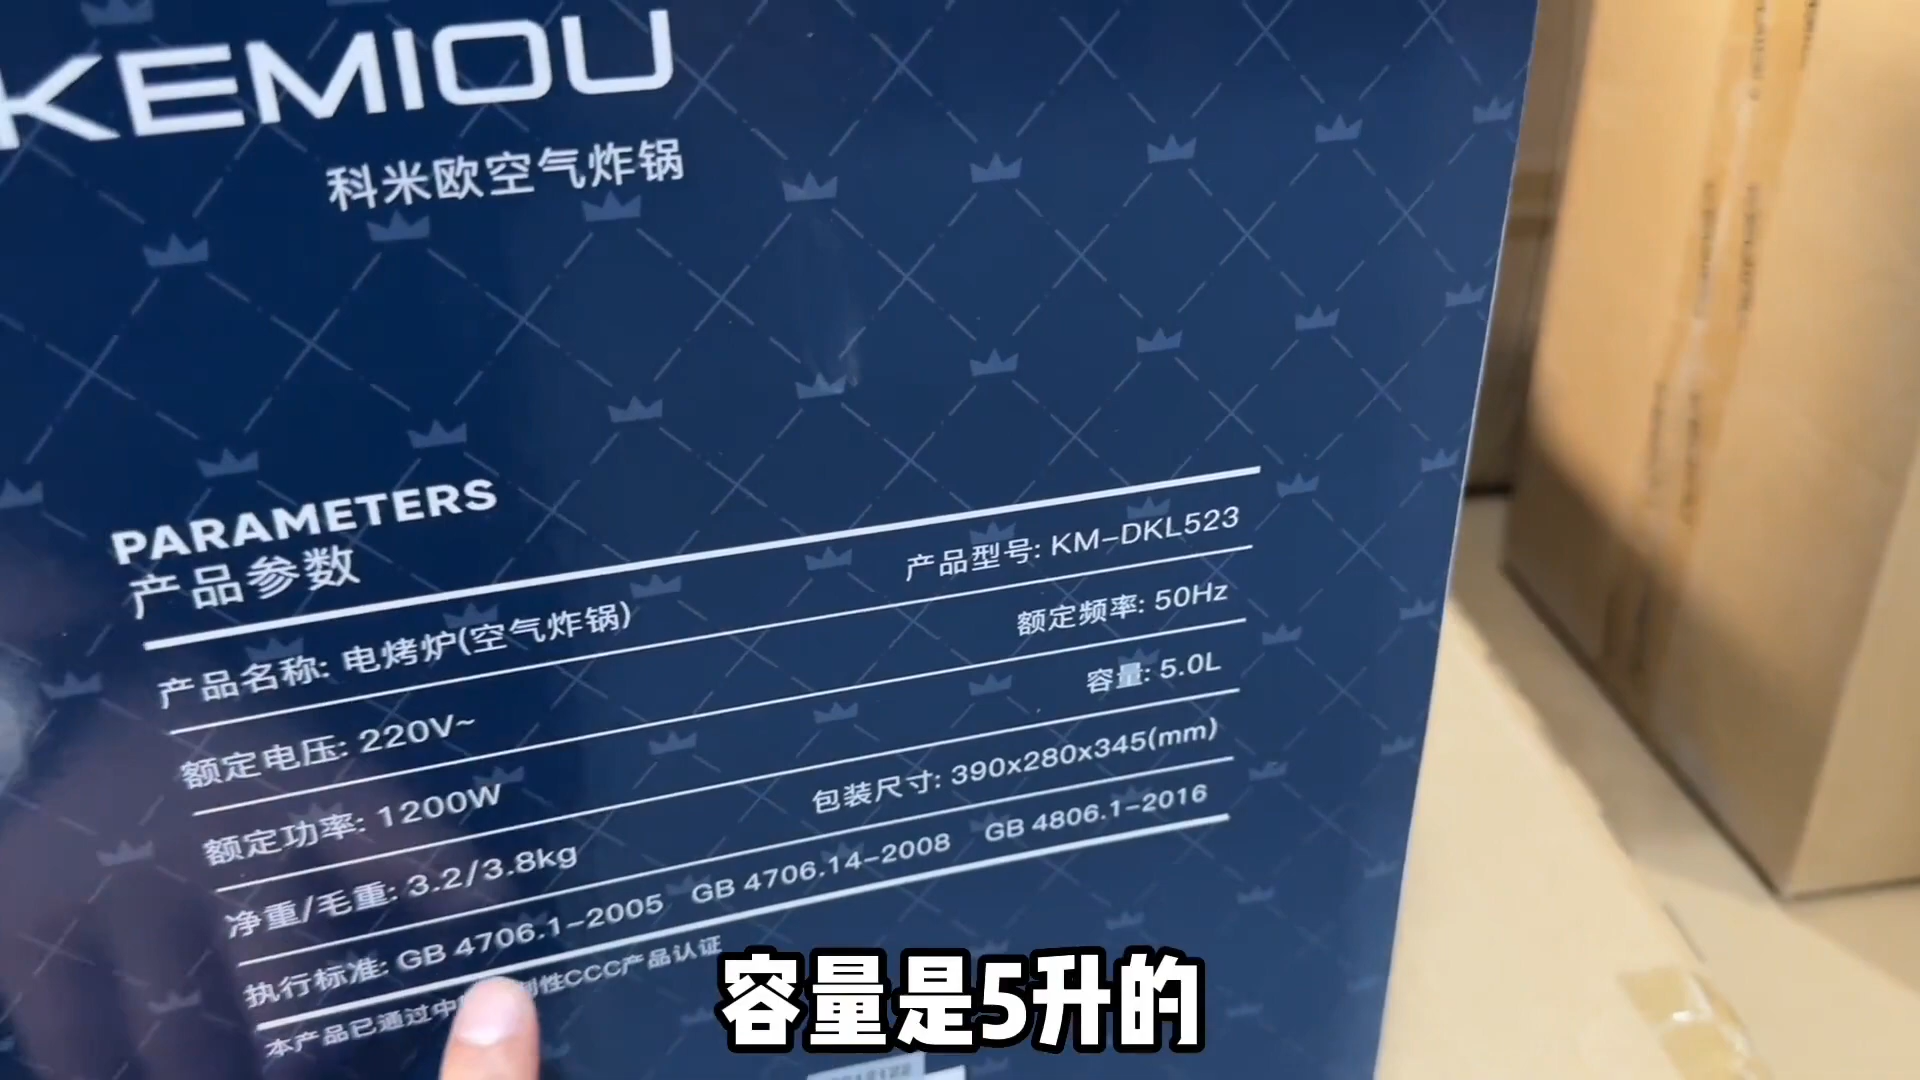 KEMIOU
科米欧空气炸锅
PARAMETERS
产品参数
产品名称: 电烤炉(空气炸锅) 产品型号: KM-DKL523
额定电压: 220V~ 额定频率: 50Hz
额定功率: 1200W 容量: 5.0L
净重/毛重: 3.2/3.8kg 包装尺寸: 390x280x345(mm)
执行标准: GB 4706.1-2005 GB 4706.14-2008 GB 4806.1-2016
本产品已通过中 制性CCC产品认证
容量是5升的